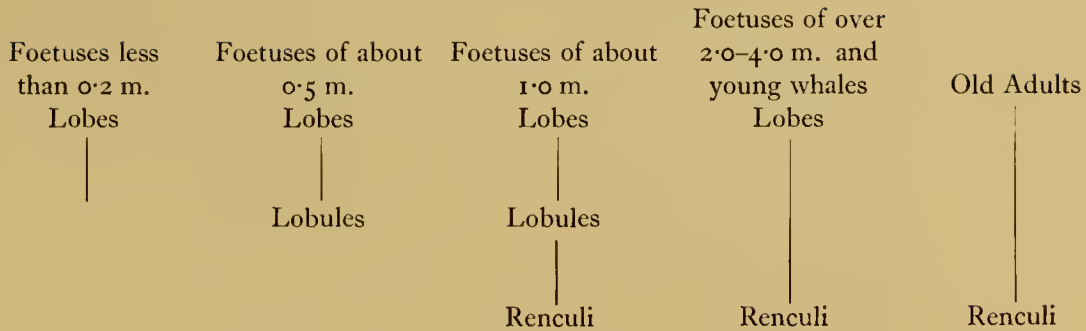 Foetuses less
than 0·2 m.
Lobes
Foetuses of about
0·5 m.
Lobes
Lobules
Foetuses of about
1·0 m.
Lobes
Lobules
Renculi
Foetuses of over
2·0–4·0 m. and
young whales
Lobes
Renculi
Old Adults
Renculi